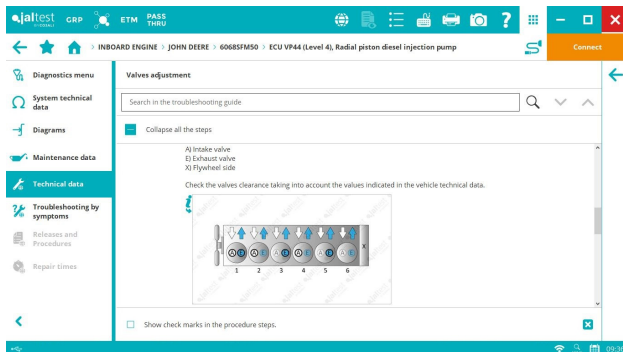 jaltest
GRP
ETM
PASS THRU
?
> INBOARD ENGINE > JOHN DEERE > 6068SFM50 > ECU VP44 (Level 4), Radial piston diesel injection pump
Connect
Diagnostics menu
System technical data
Diagrams
Maintenance data
Technical data
Troubleshooting by symptoms
Releases and Procedures
Repair times
Valves adjustment
Search in the troubleshooting guide
Collapse all the steps
A) Intake valve
E) Exhaust valve
X) Flywheel side
Check the valves clearance taking into account the values indicated in the vehicle technical data.
A E A E A E A E A E A E X
1 2 3 4 5 6
Show check marks in the procedure steps.
09:36